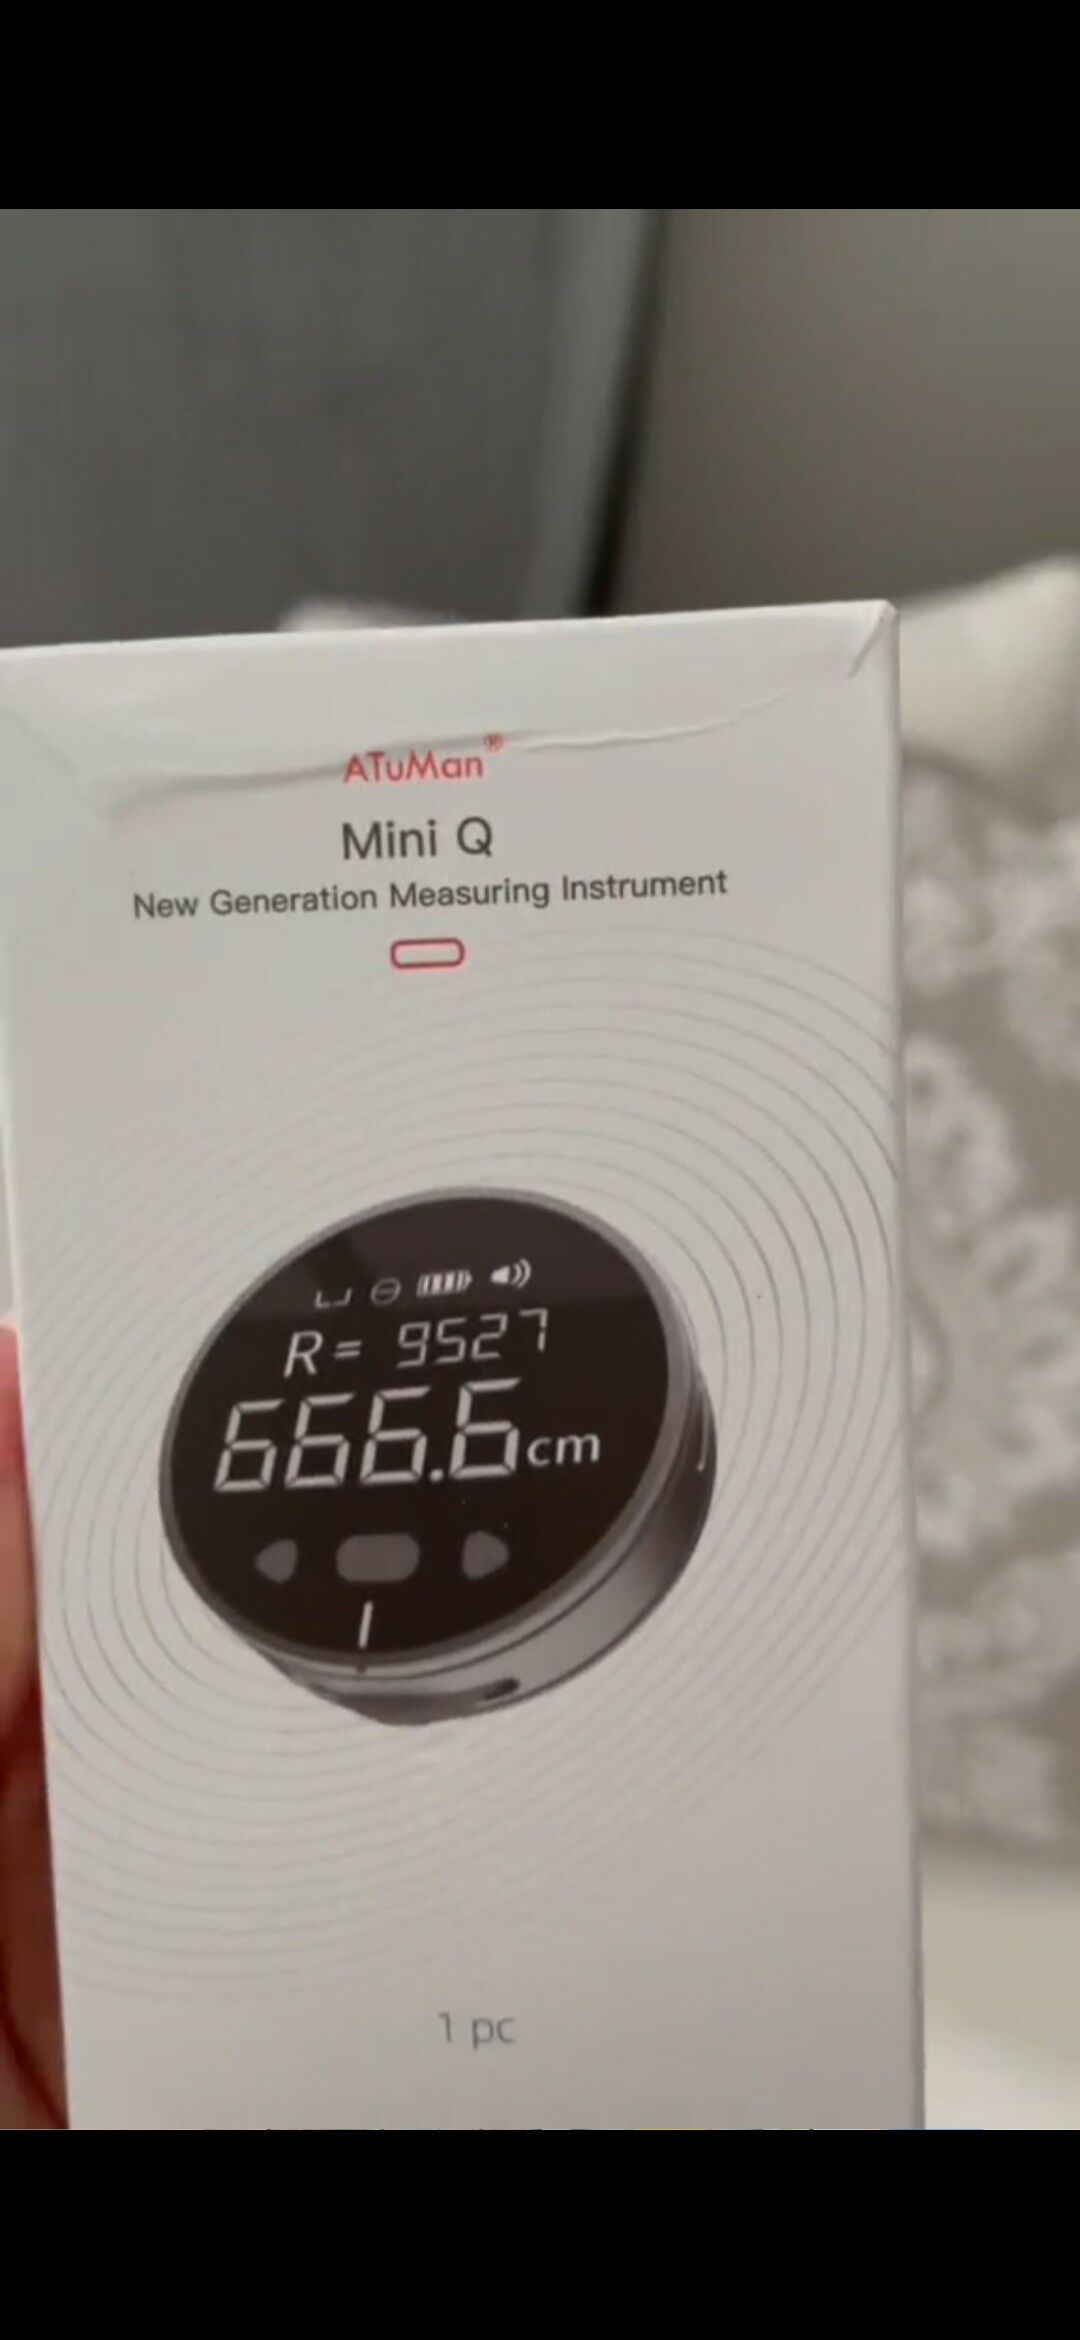 ATuMan®
Mini Q
New Generation Measuring Instrument
R= 9527
666.6cm
1 pc